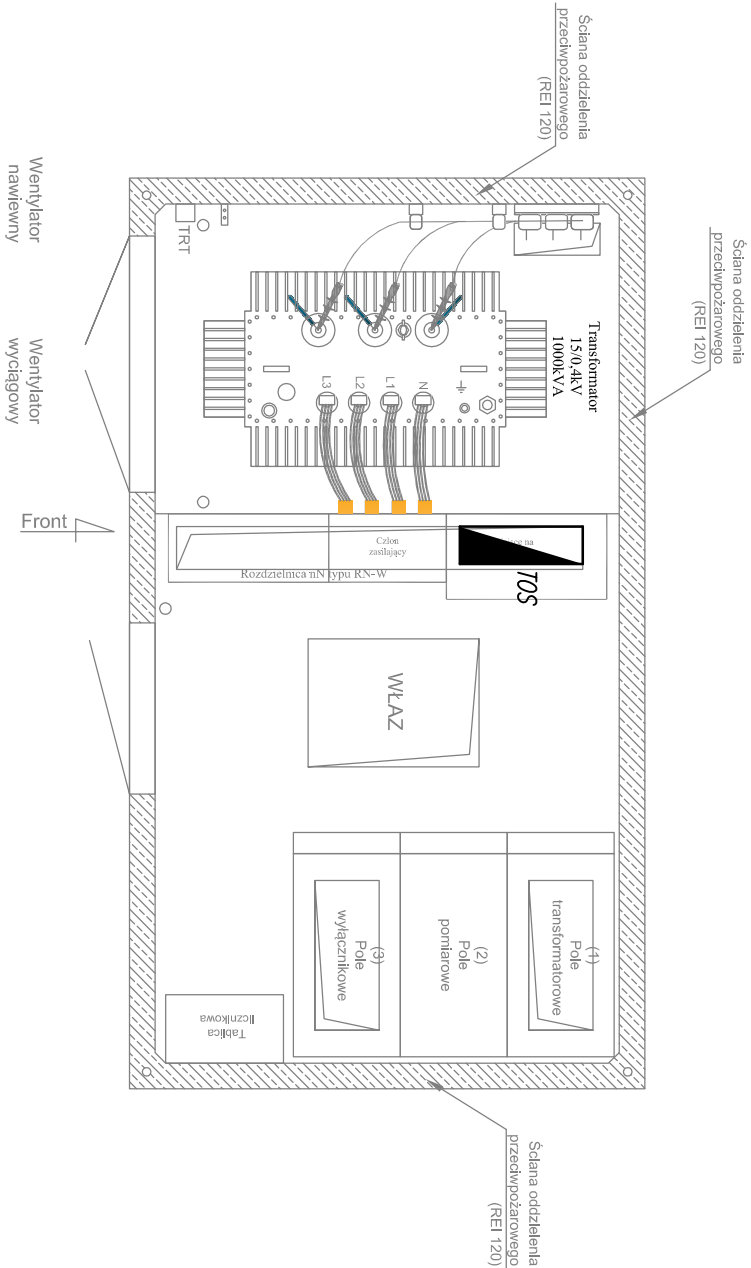 Ściana oddzielenia
przeciwpożarowego
(REI 120)
Ściana oddzielenia
przeciwpożarowego
(REI 120)
Wentylator
nawiewny
Wentylator
wyciągowy
TRT
Transformator
15/0,4kV
1000kVA
L3
L2
L1
N
Front
Człon
zasilający
na
Rozdzielnica nN typu RN-W
TOS
WŁAZ
(1)
Pole
transformatorowe
(2)
Pole
pomiarowe
(3)
Pole
wyłącznikowe
Tablica
licznikowa
Ściana oddzielenia
przeciwpożarowego
(REI 120)